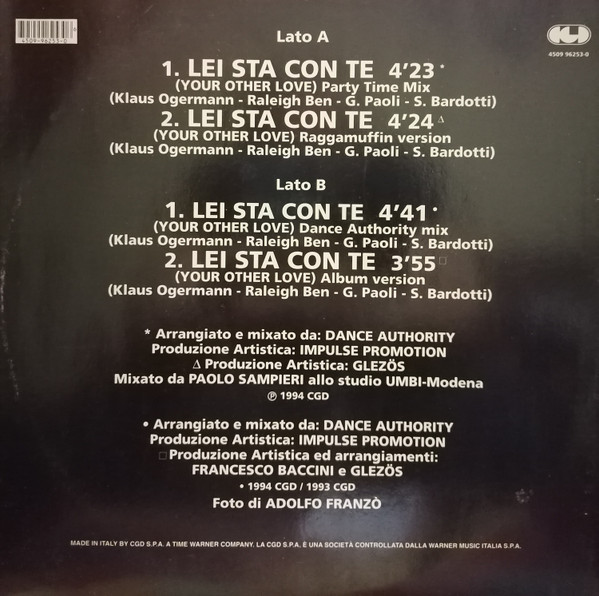 4509-96253-0
4509 96253-0
Lato A
1. LEI STA CON TE 4'23 *
(YOUR OTHER LOVE) Party Time Mix
(Klaus Ogermann - Raleigh Ben - G. Paoli - S. Bardotti)
2. LEI STA CON TE 4'24 Δ
(YOUR OTHER LOVE) Raggamuffin version
(Klaus Ogermann - Raleigh Ben - G. Paoli - S. Bardotti)
Lato B
1. LEI STA CON TE 4'41 •
(YOUR OTHER LOVE) Dance Authority mix
(Klaus Ogermann - Raleigh Ben - G. Paoli - S. Bardotti)
2. LEI STA CON TE 3'55 □
(YOUR OTHER LOVE) Album version
(Klaus Ogermann - Raleigh Ben - G. Paoli - S. Bardotti)
* Arrangiato e mixato da: DANCE AUTHORITY
Produzione Artistica: IMPULSE PROMOTION
Δ Produzione Artistica: GLEZÖS
Mixato da PAOLO SAMPIERI allo studio UMBI-Modena
℗ 1994 CGD
• Arrangiato e mixato da: DANCE AUTHORITY
Produzione Artistica: IMPULSE PROMOTION
□ Produzione Artistica ed arrangiamenti:
FRANCESCO BACCINI e GLEZÖS
• 1994 CGD / 1993 CGD
Foto di ADOLFO FRANZÒ
MADE IN ITALY BY CGD S.P.A. A TIME WARNER COMPANY. LA CGD S.P.A. È UNA SOCIETÀ CONTROLLATA DALLA WARNER MUSIC ITALIA S.P.A.